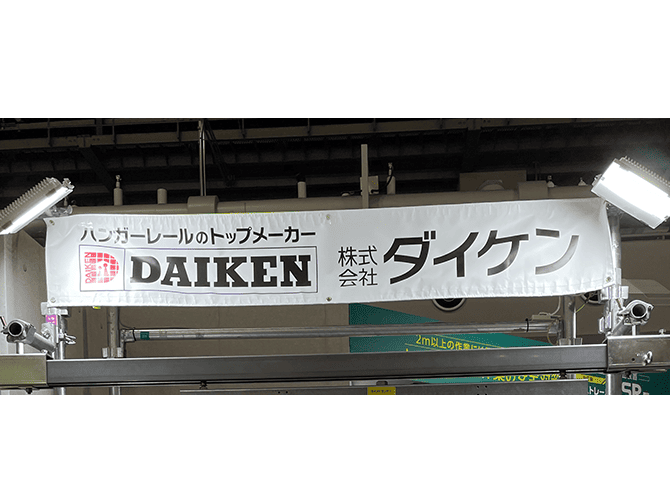 ハンガーレールのトップメーカー
DAIKEN
DAIKEN
株式会社
ダイケン
2m以上の作業に
SR